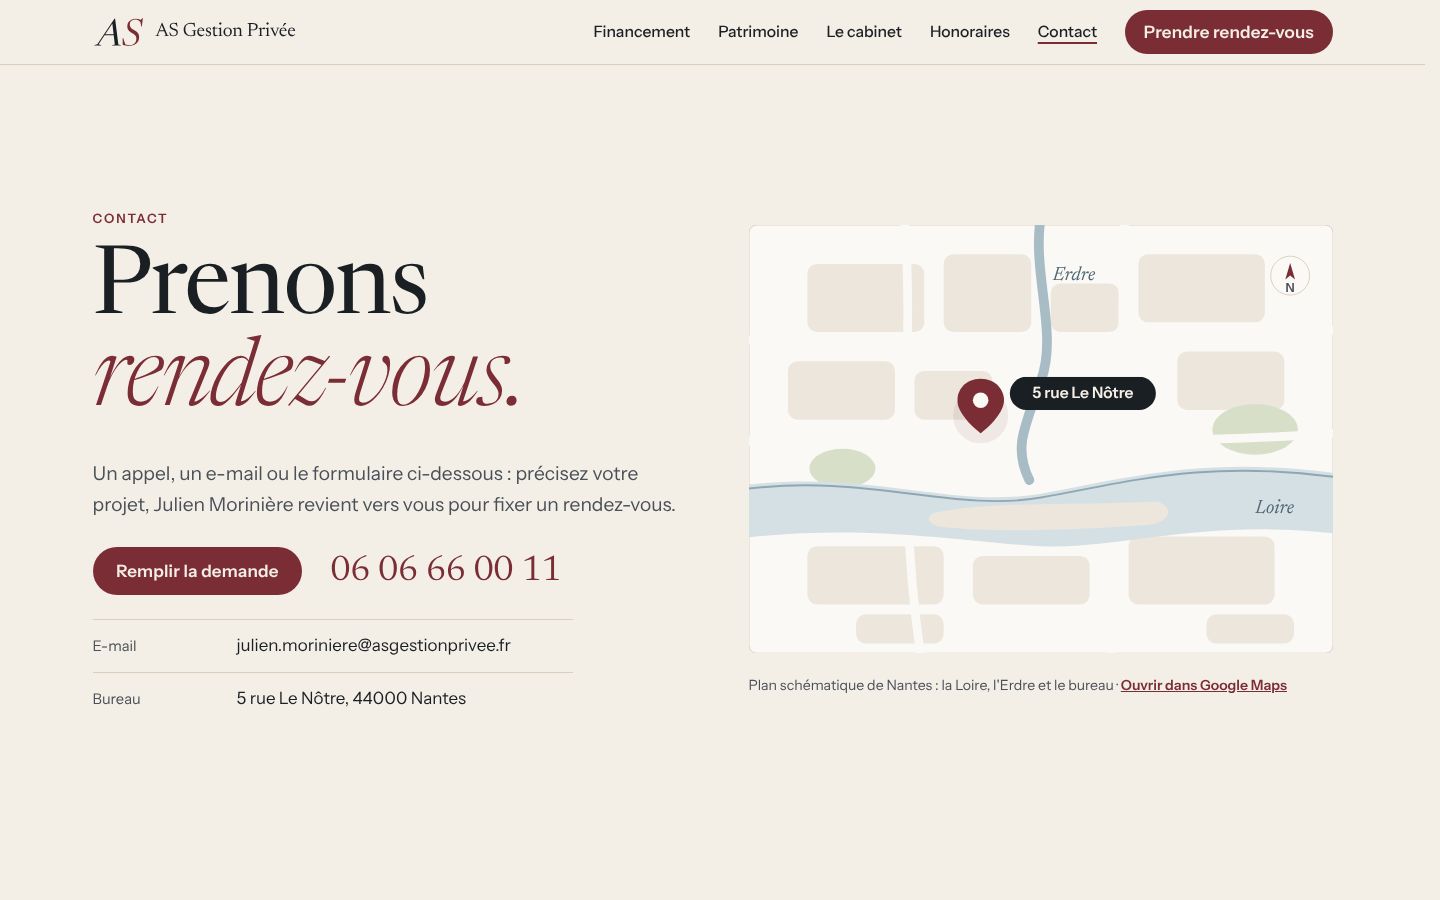 AS AS Gestion Privée
Financement
Patrimoine
Le cabinet
Honoraires
Contact
Prendre rendez-vous
CONTACT
Prenons
rendez-vous.
Un appel, un e-mail ou le formulaire ci-dessous : précisez votre
projet, Julien Morinière revient vers vous pour fixer un rendez-vous.
Remplir la demande
06 06 66 00 11
E-mail
julien.moriniere@asgestionprivee.fr
Bureau
5 rue Le Nôtre, 44000 Nantes
Erdre
N
5 rue Le Nôtre
Loire
Plan schématique de Nantes : la Loire, l'Erdre et le bureau · Ouvrir dans Google Maps